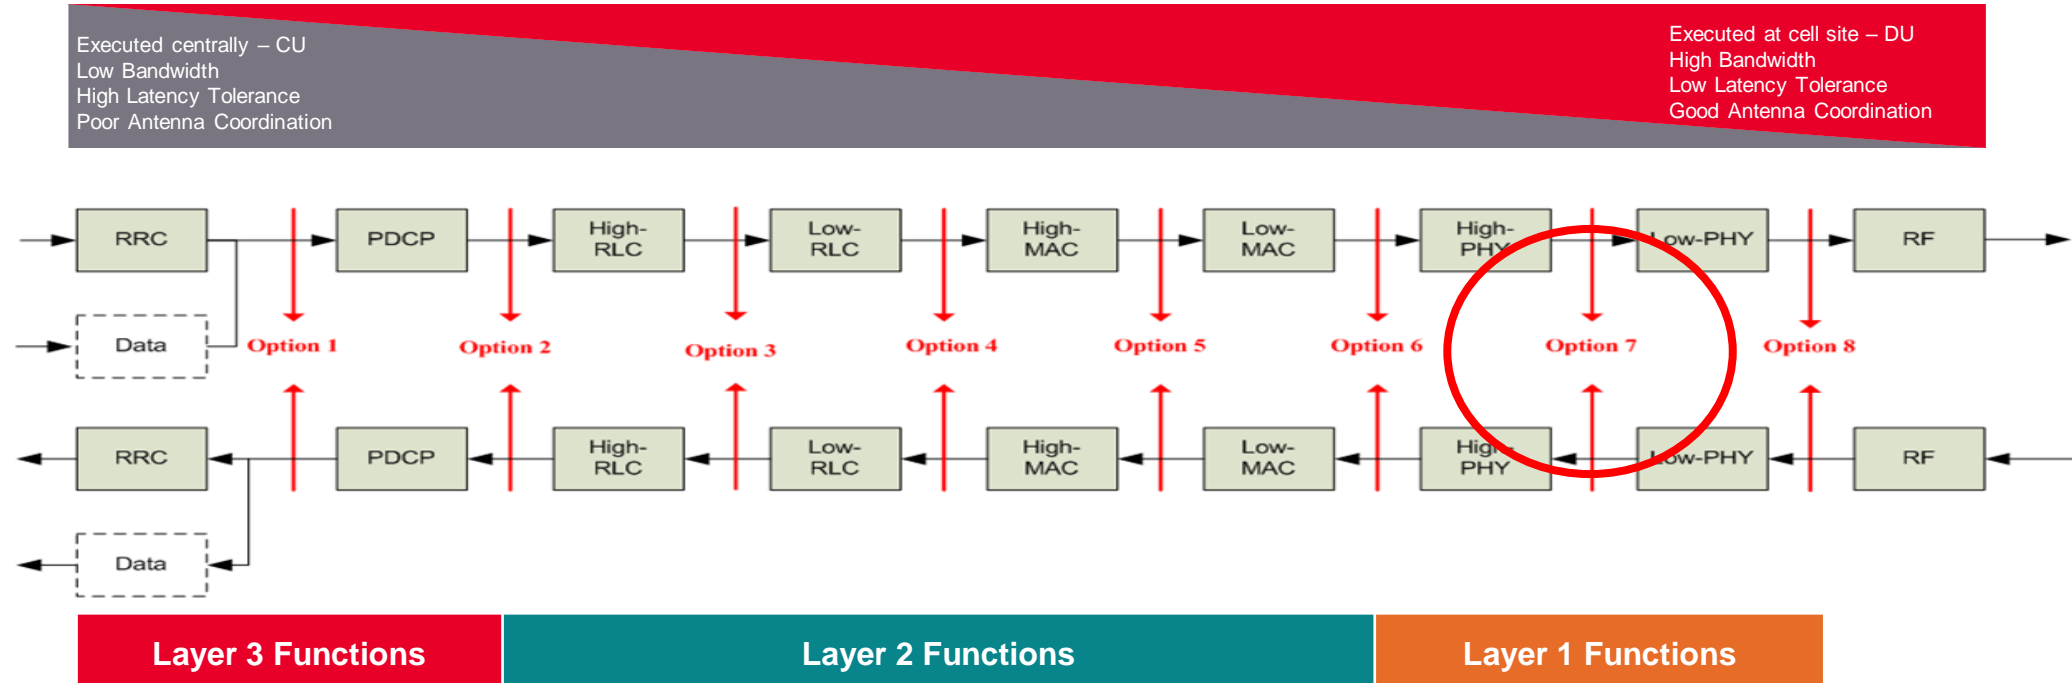 Executed centrally – CU
Low Bandwidth
High Latency Tolerance
Poor Antenna Coordination
Executed at cell site – DU
High Bandwidth
Low Latency Tolerance
Good Antenna Coordination
RRC
PDCP
High-
RLC
Low-
RLC
High-
MAC
Low-
MAC
High-
PHY
Low-PHY
RF
Data
Option 1
Option 2
Option 3
Option 4
Option 5
Option 6
Option 7
Option 8
RRC
PDCP
High-
RLC
Low-
RLC
High-
MAC
Low-
MAC
High-
PHY
Low-PHY
RF
Data
Layer 3 Functions
Layer 2 Functions
Layer 1 Functions